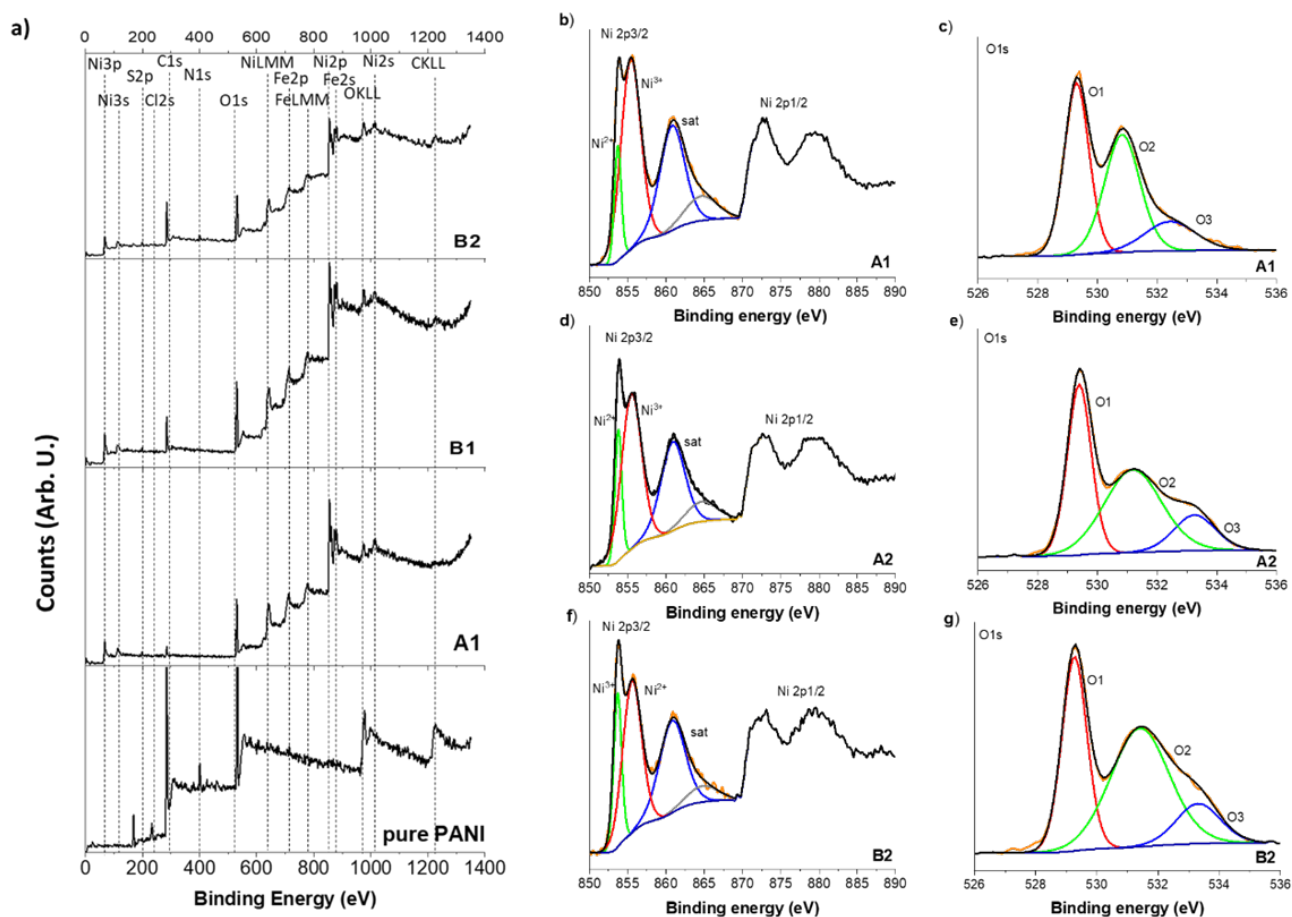 a)
0 200 400 600 800 1000 1200 1400
Ni3p C1s NiLMM Ni2p Ni2s CKLL
S2p N1s Fe2p Fe2s
Ni3s Cl2s O1s FeLMM OKLL
B2
B1
A1
pure PANI
0 200 400 600 800 1000 1200 1400
Binding Energy (eV)
Counts (Arb. U.)
b)
Ni 2p3/2
Ni3+
Ni2+
sat
Ni 2p1/2
A1
850 855 860 865 870 875 880 885 890
Binding energy (eV)
c)
O1s
O1
O2
O3
A1
526 528 530 532 534 536
Binding energy (eV)
d)
Ni 2p3/2
Ni2+
Ni3+
sat
Ni 2p1/2
A2
850 855 860 865 870 875 880 885 890
Binding energy (eV)
e)
O1s
O1
O2
O3
A2
526 528 530 532 534 536
Binding energy (eV)
f)
Ni 2p3/2
Ni3+
Ni2+
sat
Ni 2p1/2
B2
850 855 860 865 870 875 880 885 890
Binding energy (eV)
g)
O1s
O1
O2
O3
B2
526 528 530 532 534 536
Binding energy (eV)